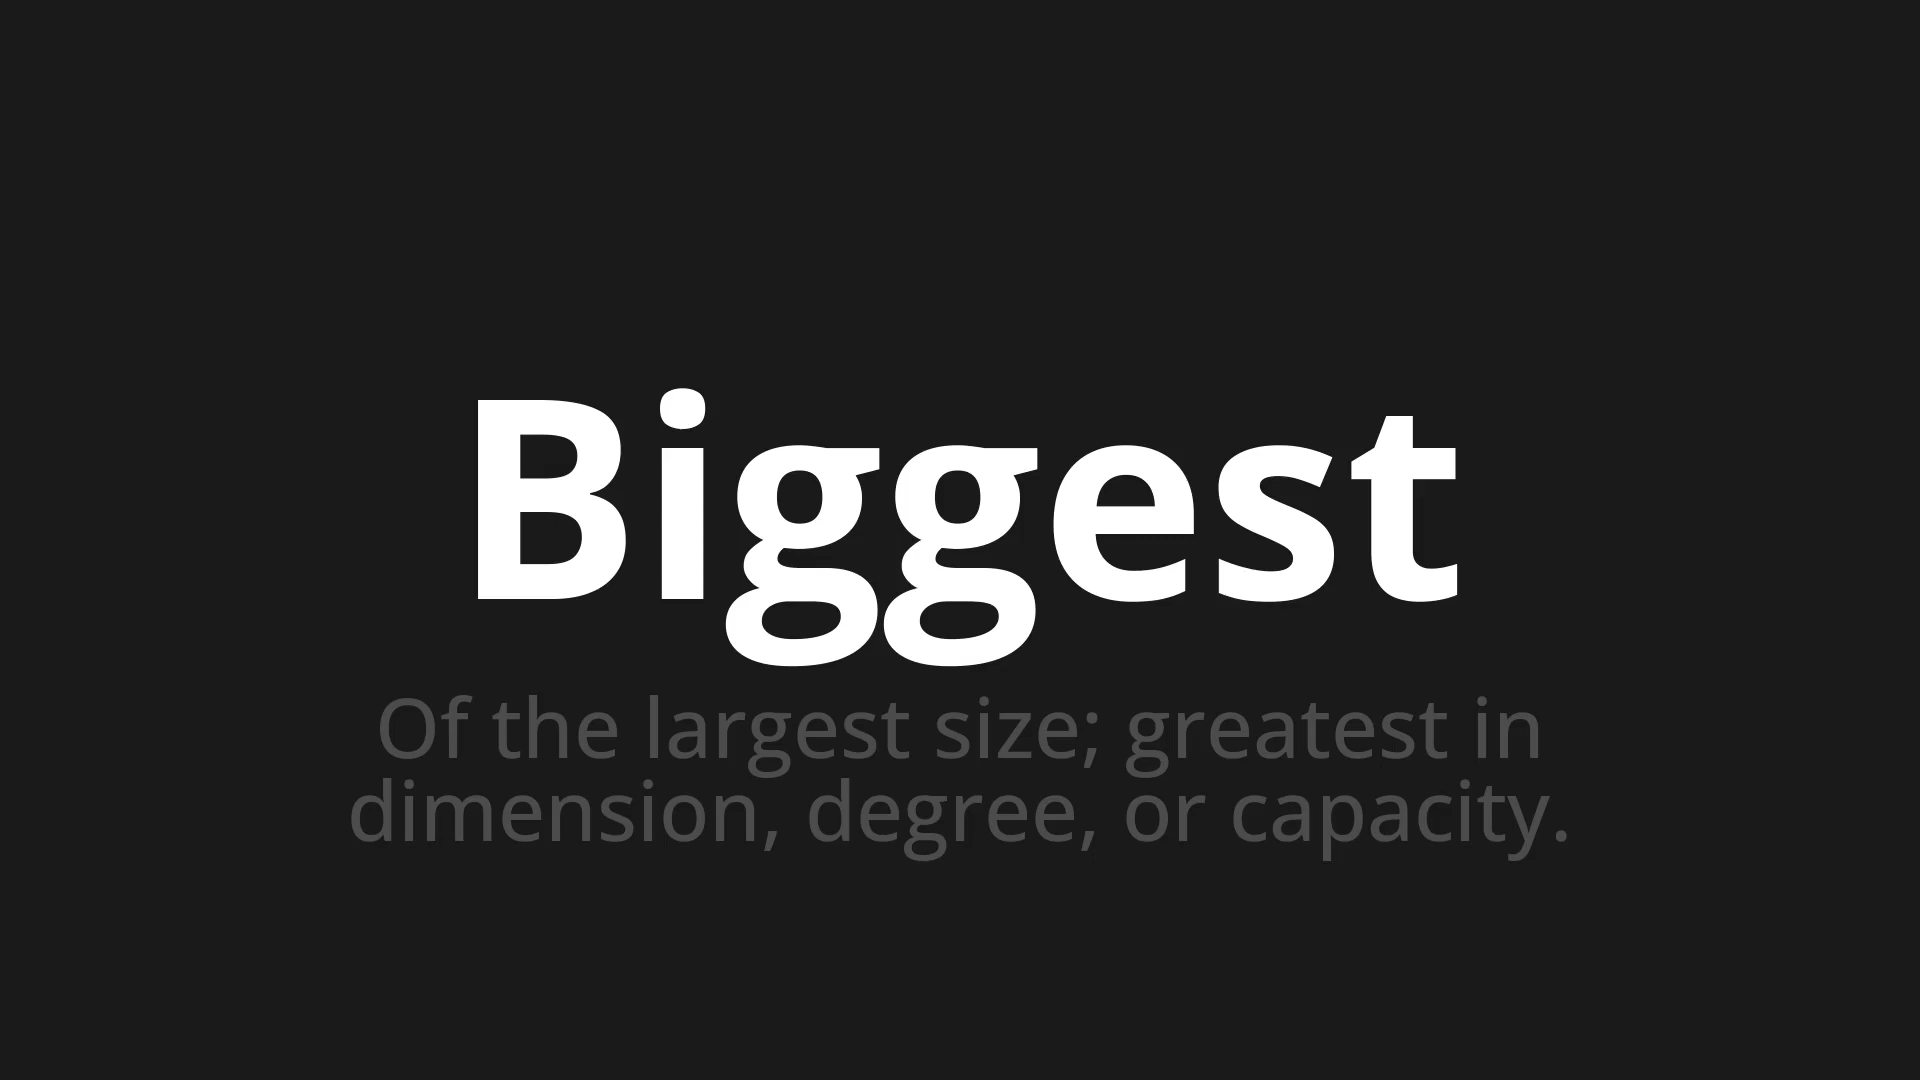 Biggest
Of the largest size; greatest in
dimension, degree, or capacity.